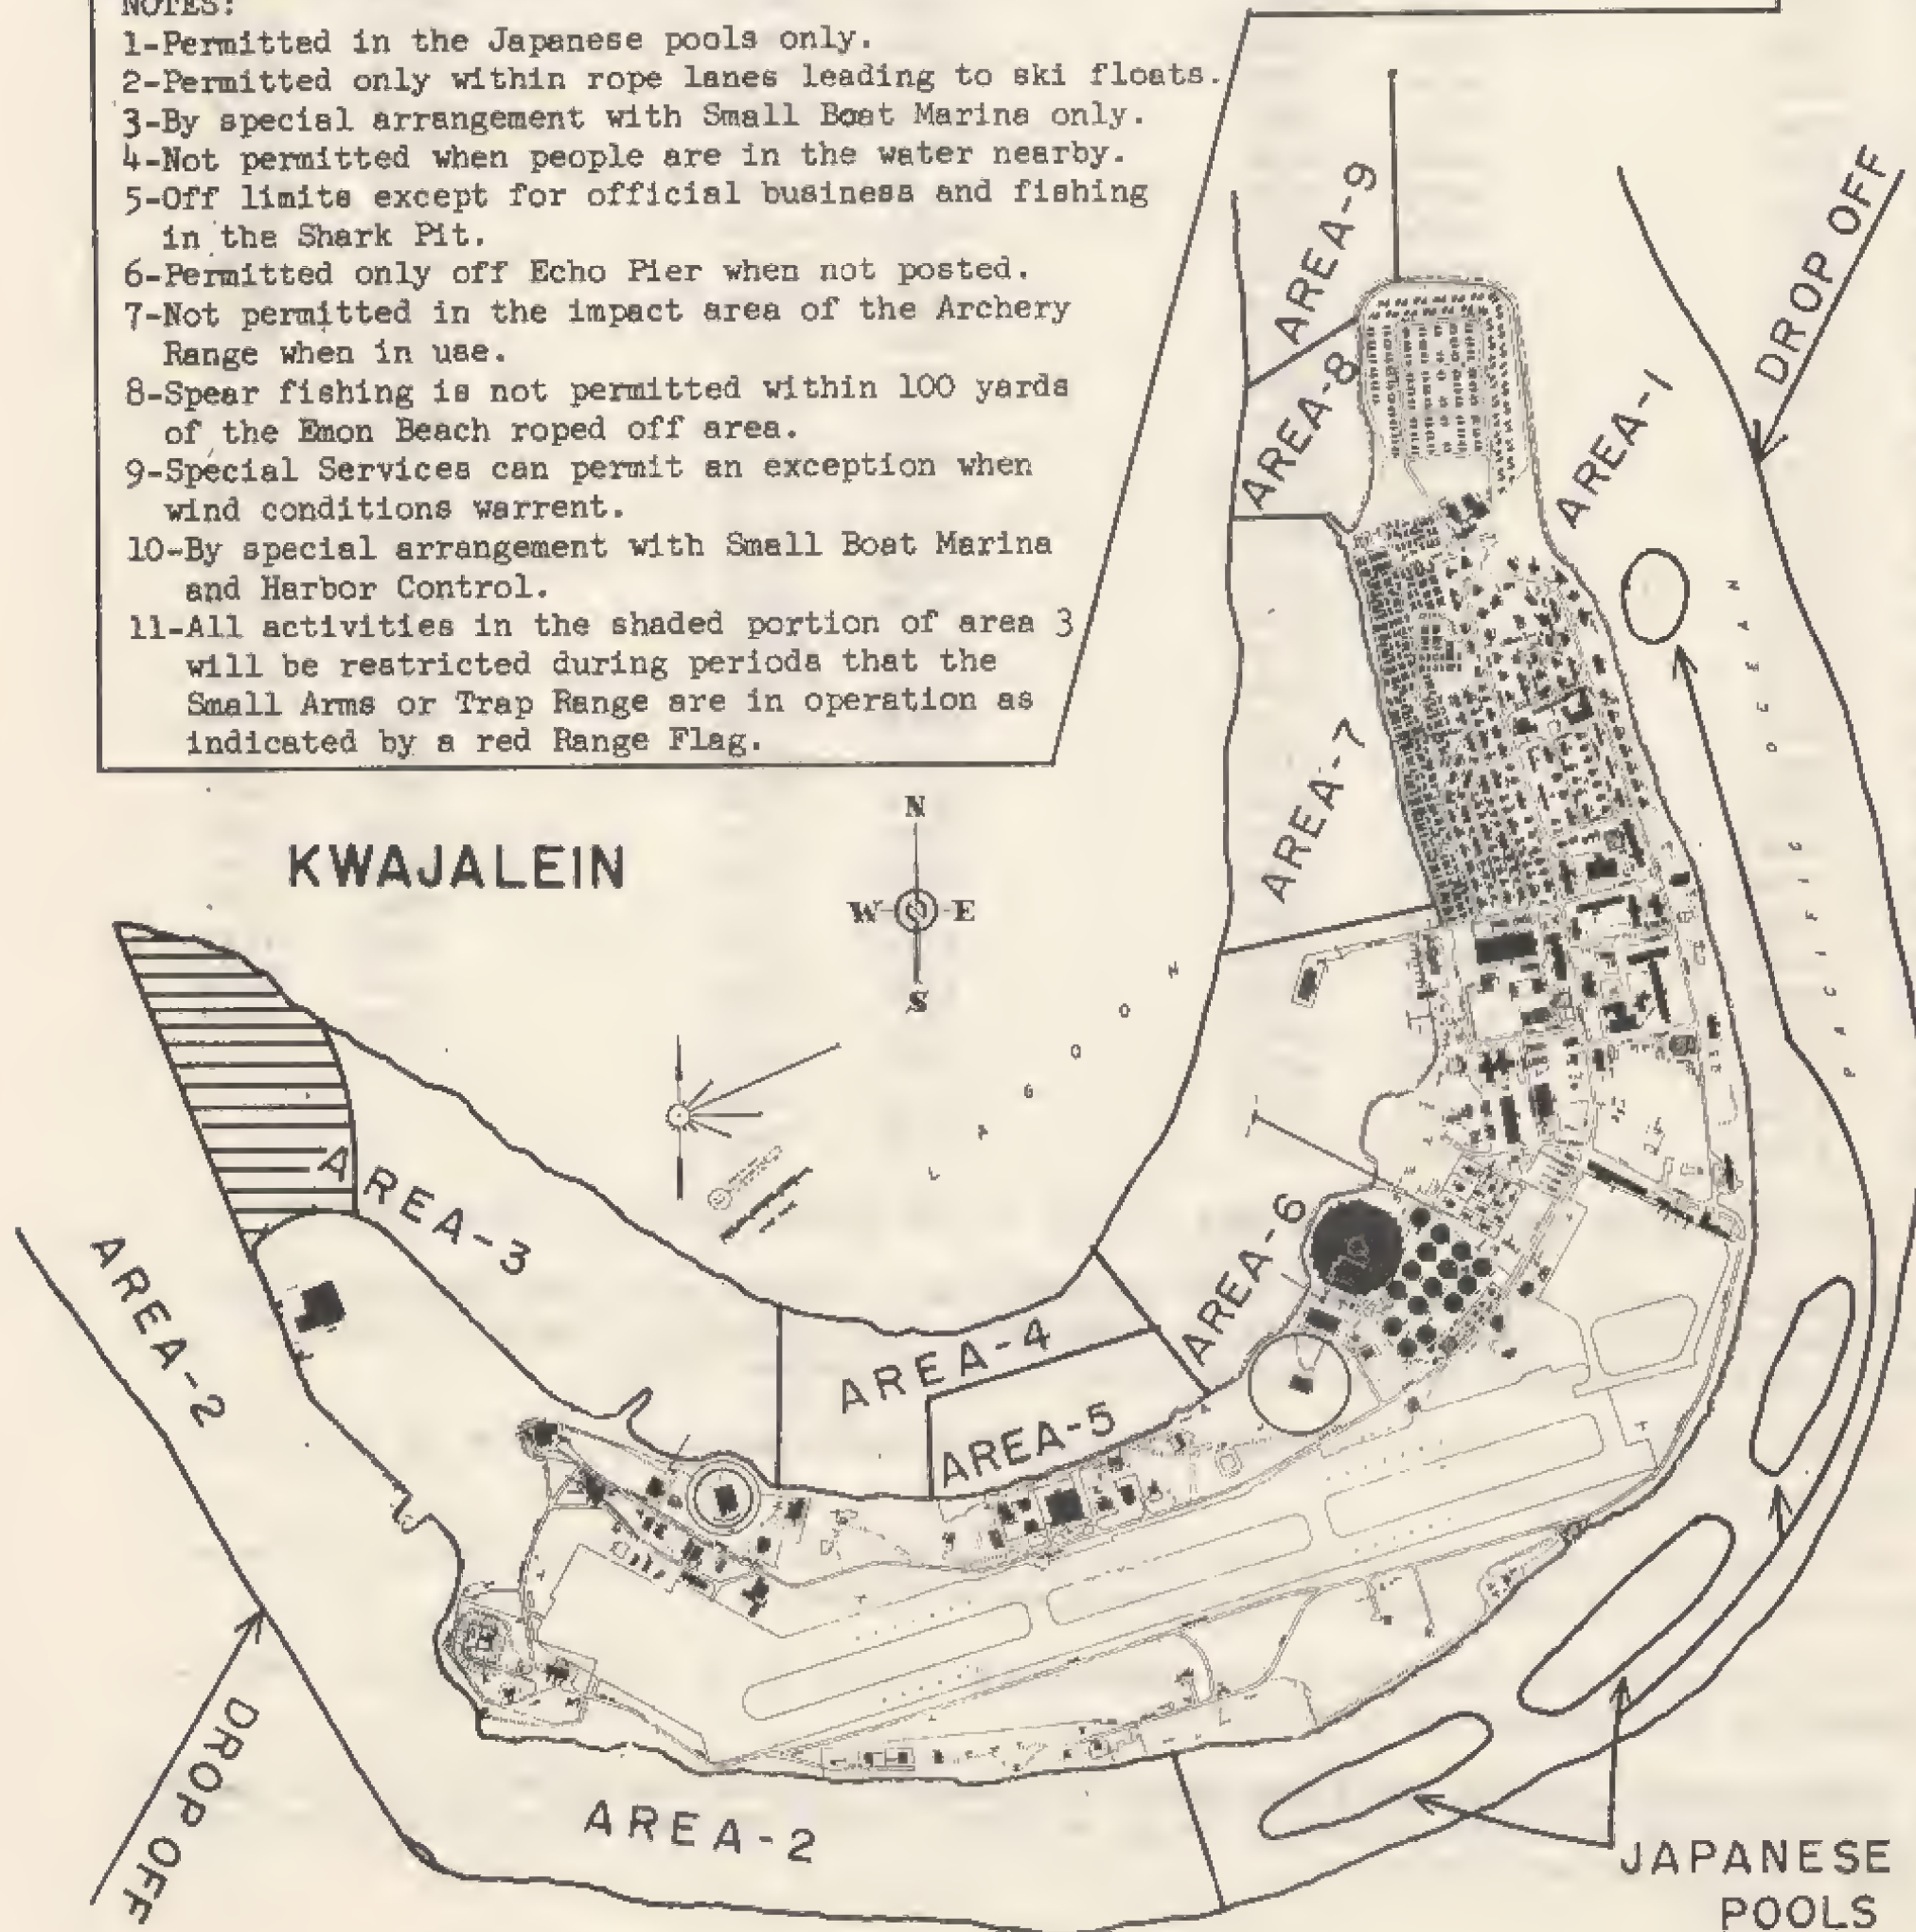 NOTES:
1-Permitted in the Japanese pools only.
2-Permitted only within rope lanes leading to ski floats.
3-By special arrangement with Small Boat Marina only.
4-Not permitted when people are in the water nearby.
5-Off limits except for official business and fishing
in the Shark Pit.
6-Permitted only off Echo Pier when not posted.
7-Not permitted in the impact area of the Archery
Range when in use.
8-Spear fishing is not permitted within 100 yards
of the Emon Beach roped off area.
9-Special Services can permit an exception when
wind conditions warrent.
10-By special arrangement with Small Boat Marina
and Harbor Control.
11-All activities in the shaded portion of area 3
will be restricted during periods that the
Small Arms or Trap Range are in operation as
indicated by a red Range Flag.
AREA-9
DROP OFF
AREA-8
AREA-1
PACIFIC OCEAN
AREA-7
KWAJALEIN
N
W E
S
LAGOON
AREA-3
AREA-2
AREA-6
AREA-4
AREA-5
DROP OFF
AREA-2
JAPANESE
POOLS